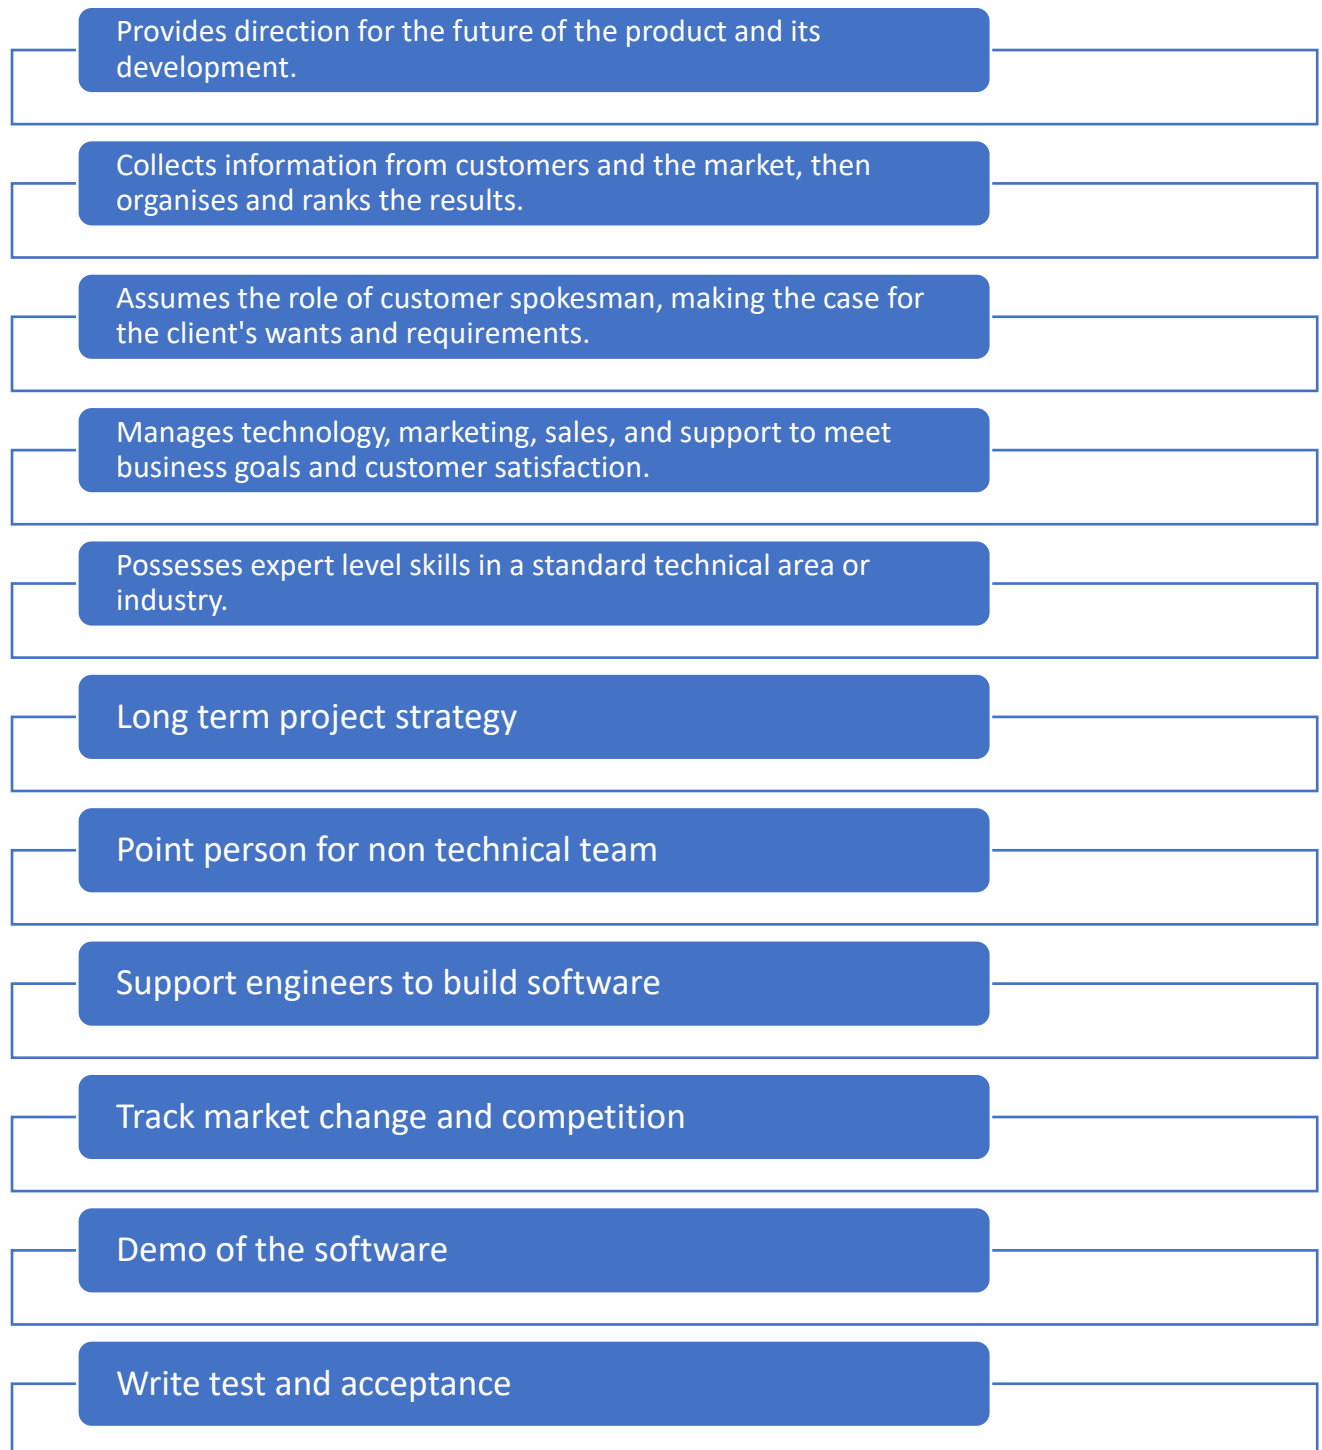 Provides direction for the future of the product and its
development.
Collects information from customers and the market, then
organises and ranks the results.
Assumes the role of customer spokesman, making the case for
the client's wants and requirements.
Manages technology, marketing, sales, and support to meet
business goals and customer satisfaction.
Possesses expert level skills in a standard technical area or
industry.
Long term project strategy
Point person for non technical team
Support engineers to build software
Track market change and competition
Demo of the software
Write test and acceptance